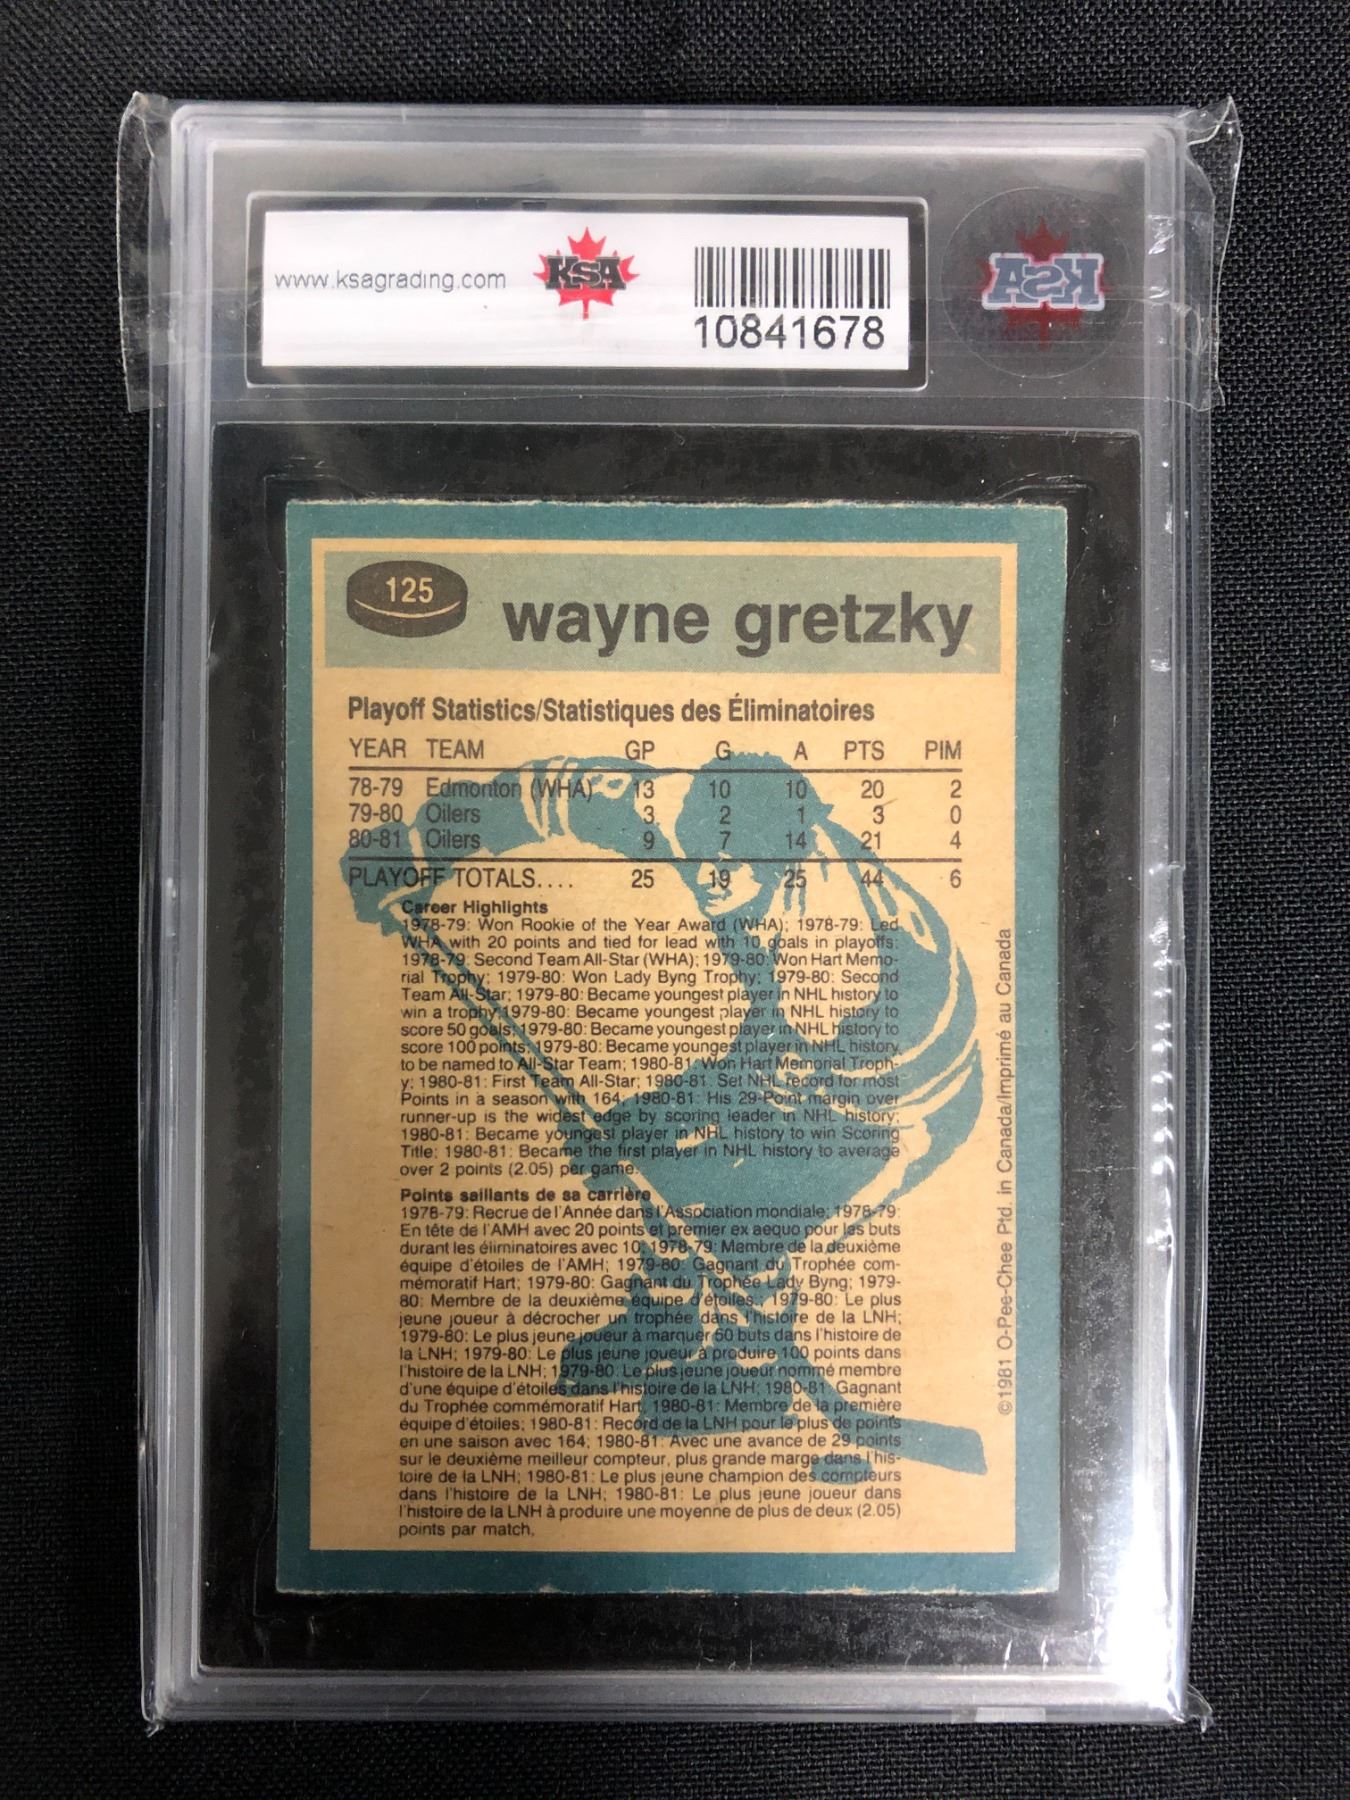 www.ksagrading.com
KSA
10841678
KSA
125
wayne gretzky
Playoff Statistics/Statistiques des Éliminatoires
YEAR TEAM GP G A PTS PIM
78-79 Edmonton (WHA) 13 10 10 20 2
79-80 Oilers 3 2 1 3 0
80-81 Oilers 9 7 14 21 4
PLAYOFF TOTALS.... 25 19 25 44 6
Career Highlights
1978-79: Won Rookie of the Year Award (WHA); 1978-79: Led
WHA with 20 points and tied for lead with 10 goals in playoffs;
1978-79: Second Team All-Star (WHA); 1979-80: Won Hart Memo-
rial Trophy; 1979-80: Won Lady Byng Trophy; 1979-80: Second
Team All-Star; 1979-80: Became youngest player in NHL history to
win a trophy; 1979-80: Became youngest player in NHL history to
score 50 goals; 1979-80: Became youngest player in NHL history to
score 100 points; 1979-80: Became youngest player in NHL history,
to be named to All-Star Team; 1980-81: Won Hart Memorial Troph-
y; 1980-81: First Team All-Star; 1980-81: Set NHL record for most
Points in a season with 164; 1980-81: His 29-Point margin over
runner-up is the widest edge by scoring leader in NHL history;
1980-81: Became youngest player in NHL history to win Scoring
Title; 1980-81: Became the first player in NHL history to average
over 2 points (2.05) per game.
Points saillants de sa carrière
1978-79: Recrue de l'Année dans l'Association mondiale; 1978-79:
En tête de l'AMH avec 20 points et premier ex aequo pour les buts
durant les éliminatoires avec 10; 1978-79: Membre de la deuxième
équipe d'étoiles de l'AMH; 1979-80: Gagnant du Trophée com-
mémoratif Hart; 1979-80: Gagnant du Trophée Lady Byng; 1979-
80: Membre de la deuxième équipe d'étoiles; 1979-80: Le plus
jeune joueur à décrocher un trophée dans l'histoire de la LNH;
1979-80: Le plus jeune joueur à marquer 50 buts dans l'histoire de
la LNH; 1979-80: Le plus jeune joueur à produire 100 points dans
l'histoire de la LNH; 1979-80: Le plus jeune joueur nommé membre
d'une équipe d'étoiles dans l'histoire de la LNH; 1980-81: Gagnant
du Trophée commémoratif Hart; 1980-81: Membre de la première
équipe d'étoiles; 1980-81: Record de la LNH pour le plus de points
en une saison avec 164; 1980-81: Avec une avance de 29 points
sur le deuxième meilleur compteur, plus grande marge dans l'his-
toire de la LNH; 1980-81: Le plus jeune champion des compteurs
dans l'histoire de la LNH; 1980-81: Le plus jeune joueur dans
l'histoire de la LNH à produire une moyenne de plus de deux (2.05)
points par match.
©1981 O-Pee-Chee Ptd. in Canada/Imprimé au Canada